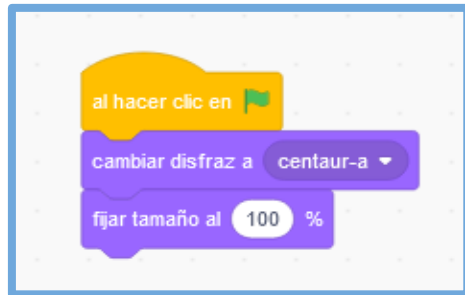 al hacer clic en
cambiar disfraz a centaur-a
fijar tamaño al 100 %